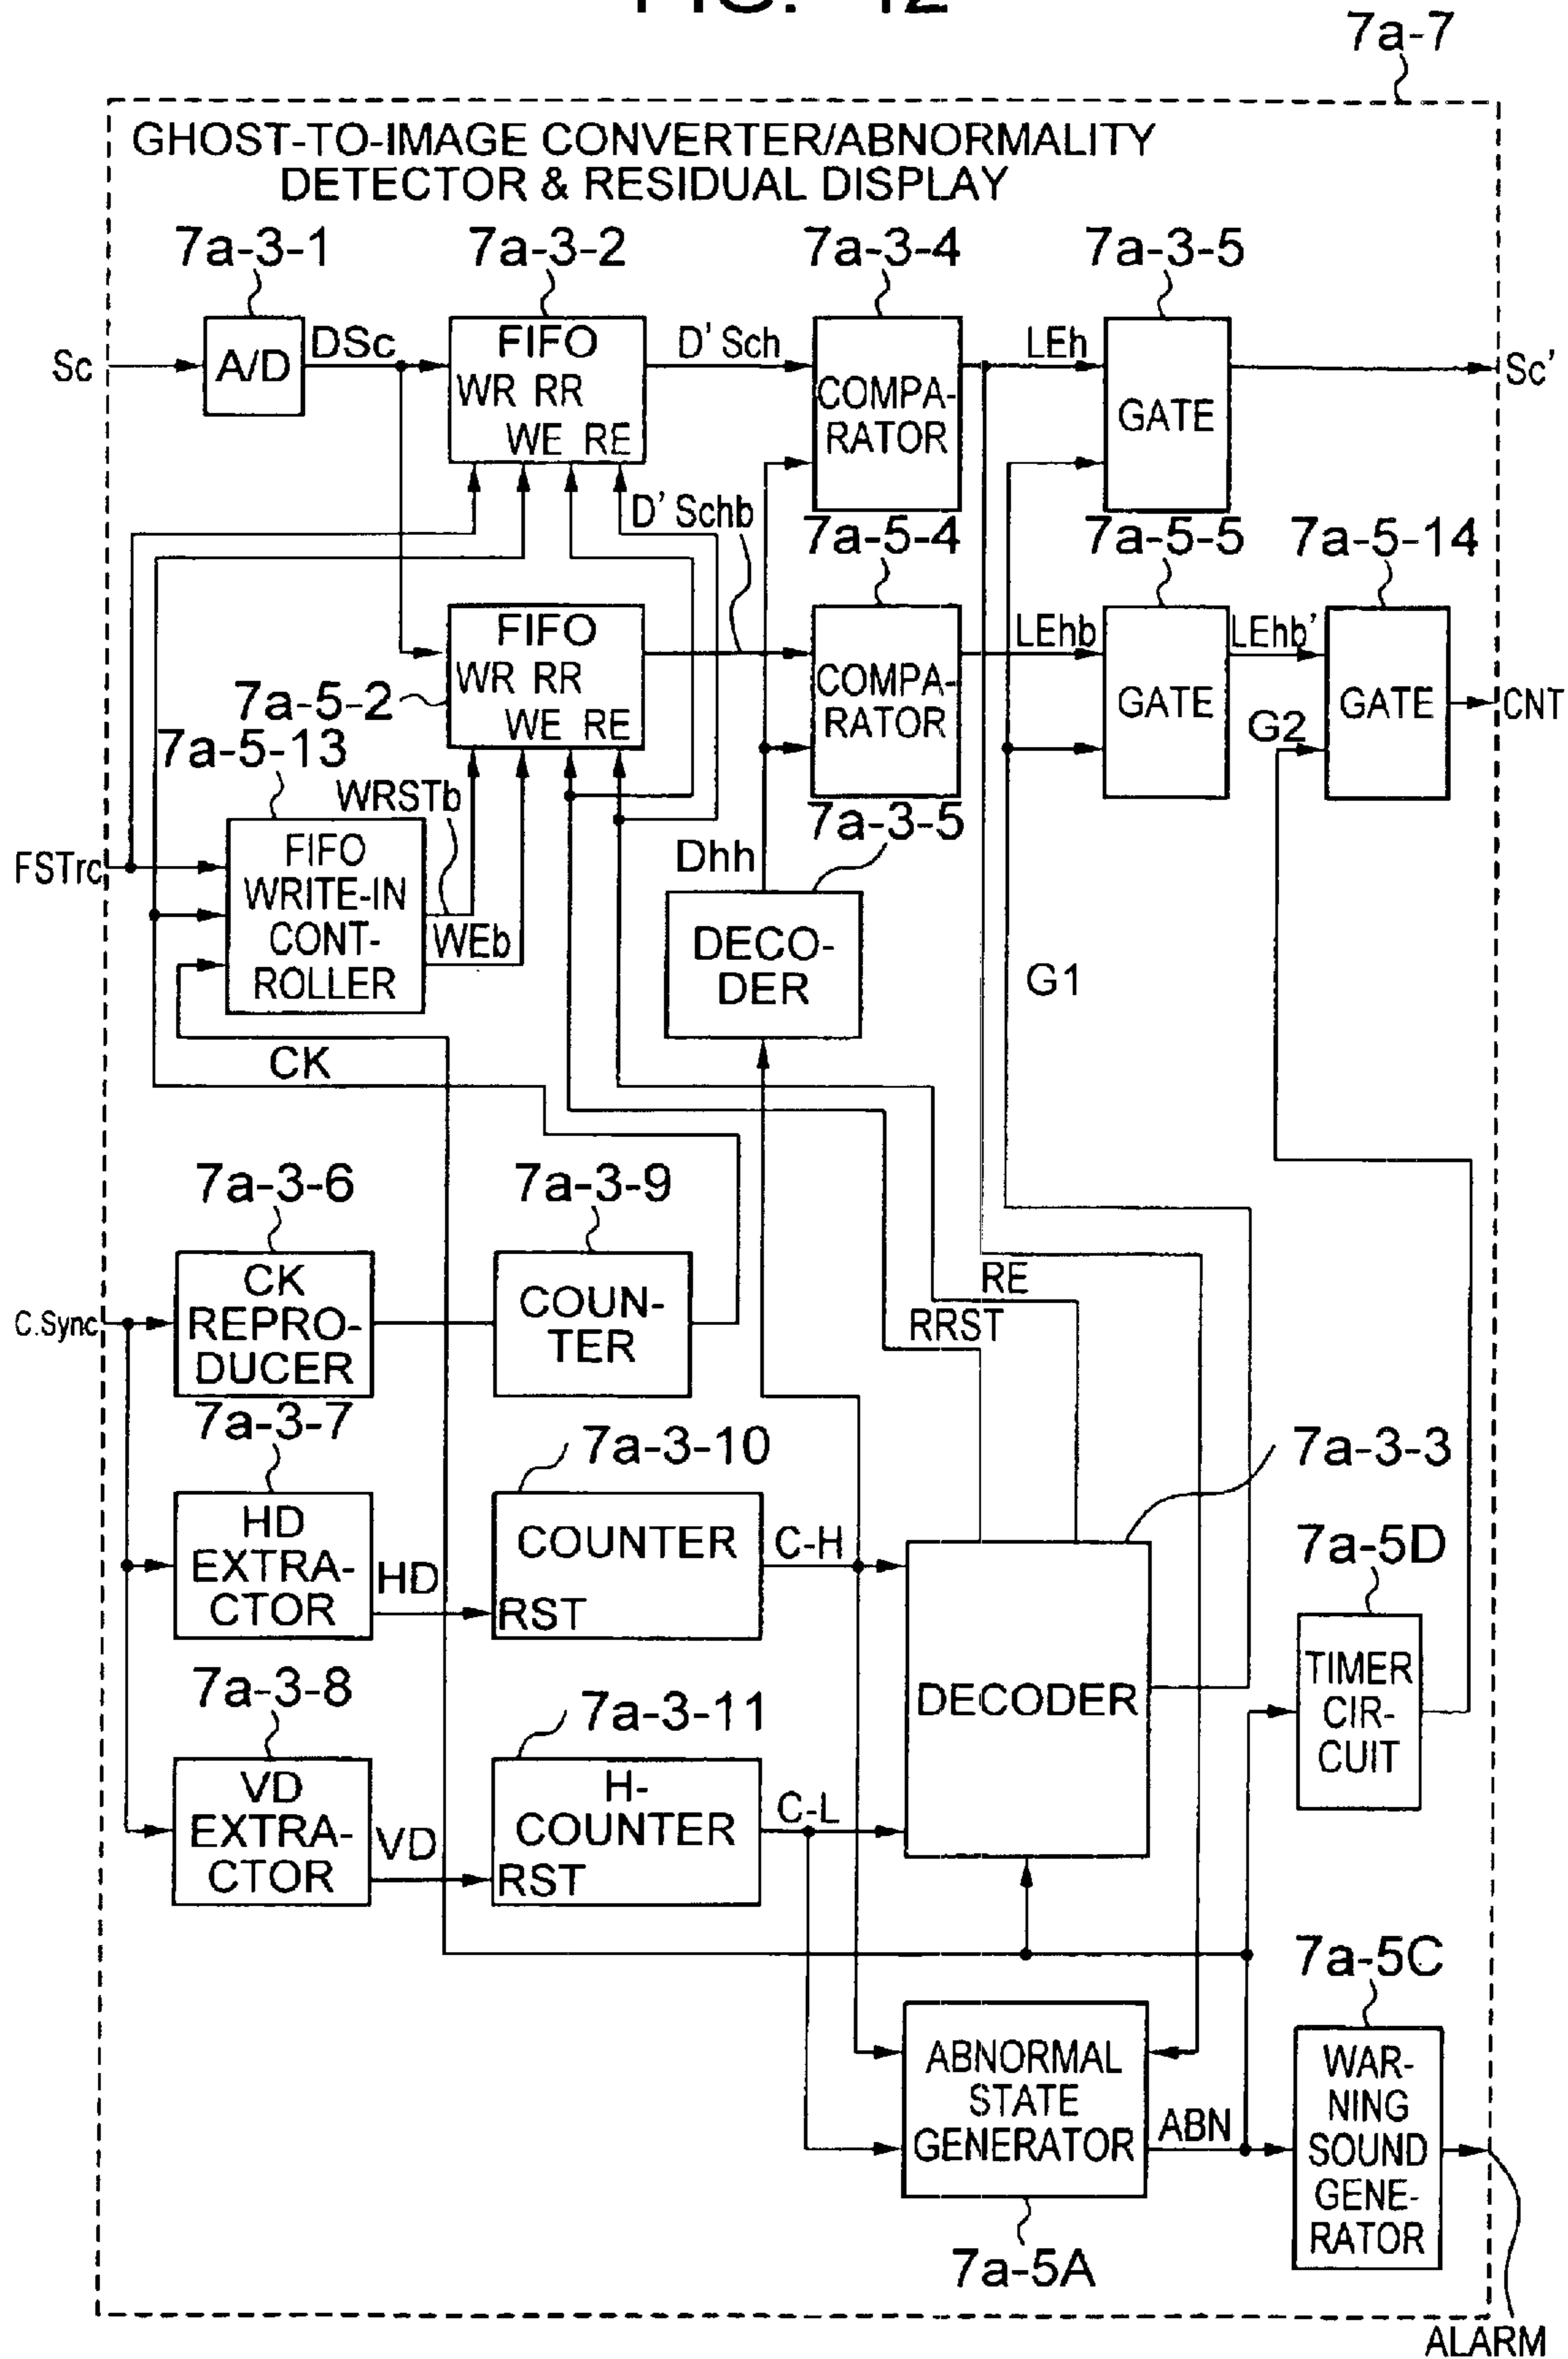 FIG. 42
7a-7
GHOST-TO-IMAGE CONVERTER/ABNORMALITY
DETECTOR & RESIDUAL DISPLAY
7a-3-1
7a-3-2
7a-3-4
7a-3-5
Sc
A/D
DSc
FIFO
WR RR
WE RE
D' Sch
COMPA-
RATOR
LEh
GATE
Sc'
D' Schb
7a-5-4
7a-5-5
7a-5-14
FIFO
WR RR
WE RE
7a-5-2
COMPA-
RATOR
LEhb
GATE
LEhb'
G2
GATE
CNT
7a-5-13
WRSTb
7a-3-5
FSTrc
FIFO
WRITE-IN
CONT-
ROLLER
WEb
Dhh
DECO-
DER
G1
CK
7a-3-6
7a-3-9
C.Sync
CK
REPRO-
DUCER
COUN-
TER
RE
RRST
7a-3-7
7a-3-10
7a-3-3
HD
EXTRA-
CTOR
HD
COUNTER
RST
C-H
7a-5D
7a-3-8
7a-3-11
DECODER
TIMER
CIR-
CUIT
VD
EXTRA-
CTOR
VD
H-
COUNTER
RST
C-L
7a-5C
ABNORMAL
STATE
GENERATOR
ABN
WAR-
NING
SOUND
GENE-
RATOR
7a-5A
ALARM